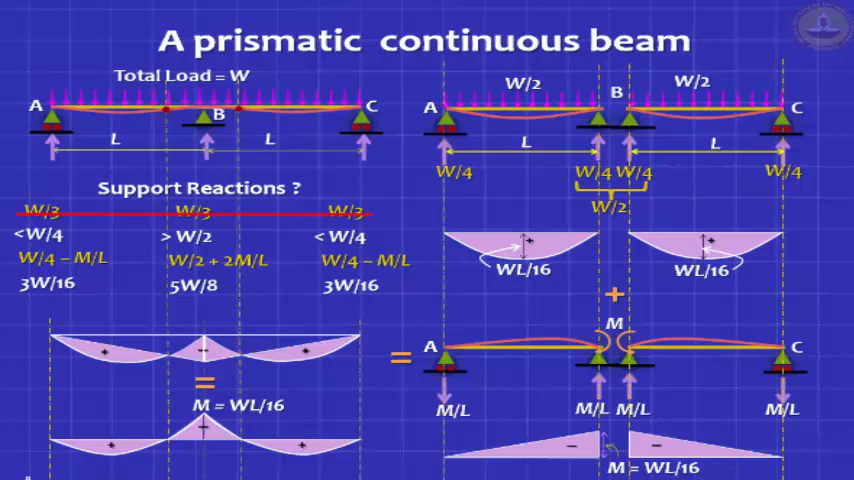 A prismatic continuous beam
Total Load = W
A
B
C
L
L
Support Reactions ?
W/3 W/3 W/3
< W/4 > W/2 < W/4
W/4 – M/L W/2 + 2M/L W/4 – M/L
3W/16 5W/8 3W/16
+
–
+
=
M = WL/16
+
–
+
W/2
B
W/2
A
C
L
L
W/4 W/4 W/4 W/4
W/2
+
+
WL/16
WL/16
+
M
=
A
C
M/L M/L M/L M/L
–
–
M = WL/16